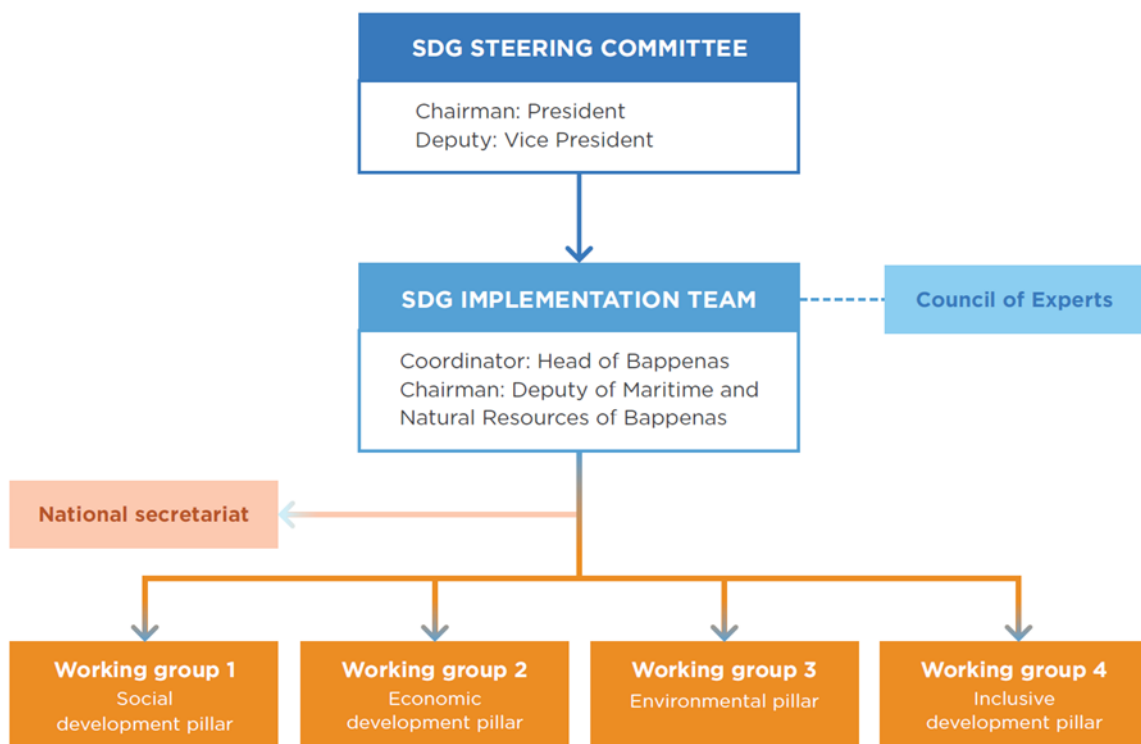 SDG STEERING COMMITTEE
Chairman: President
Deputy: Vice President
SDG IMPLEMENTATION TEAM
Council of Experts
Coordinator: Head of Bappenas
Chairman: Deputy of Maritime and
Natural Resources of Bappenas
National secretariat
Working group 1
Social
development pillar
Working group 2
Economic
development pillar
Working group 3
Environmental pillar
Working group 4
Inclusive
development pillar